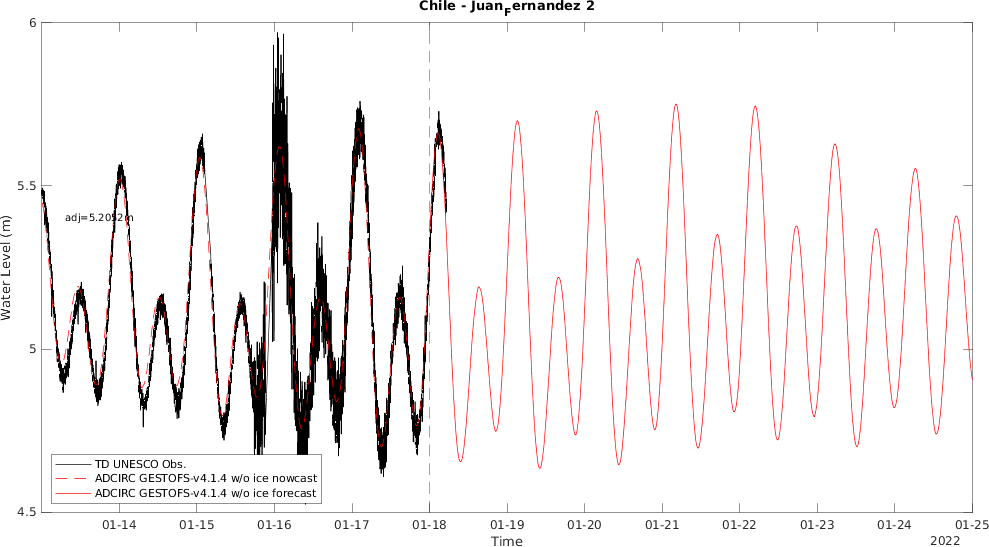 Chile - Juan_Fernandez 2
6
5.5
5
4.5
Water Level (m)
adj=5.2052m
TD UNESCO Obs.
ADCIRC GESTOFS-v4.1.4 w/o ice nowcast
ADCIRC GESTOFS-v4.1.4 w/o ice forecast
01-14 01-15 01-16 01-17 01-18 01-19 01-20 01-21 01-22 01-23 01-24 01-25
Time
2022